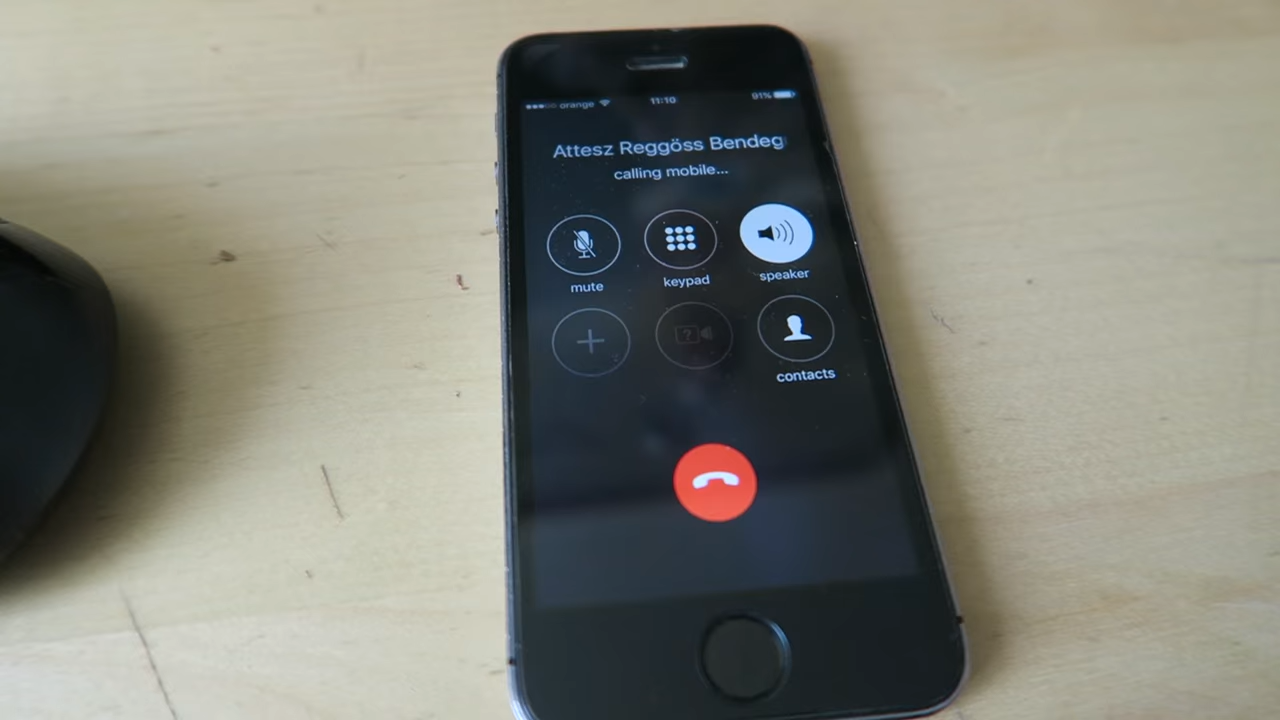 orange 11:10 91%
Attesz Reggöss Bendeg
calling mobile...
mute keypad speaker
contacts